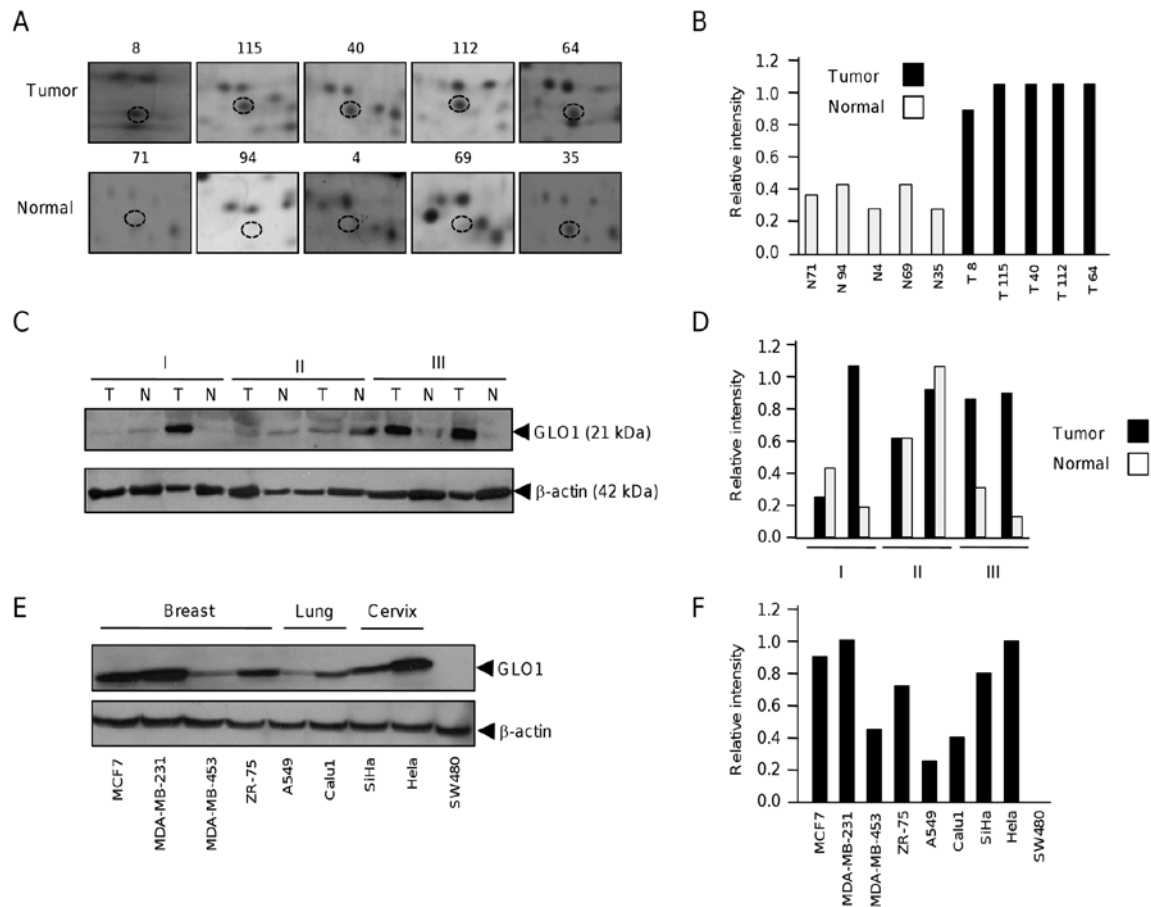 A
8 115 40 112 64
Tumor
71 94 4 69 35
Normal
B
Tumor
Normal
Relative intensity
1.2
1.0
0.8
0.6
0.4
0.2
0.0
N71 N 94 N4 N69 N35 T 8 T 115 T 40 T 112 T 64
C
I II III
T N T N T N T N T N T N
GLO1 (21 kDa)
β-actin (42 kDa)
D
Relative intensity
1.2
1.0
0.8
0.6
0.4
0.2
0.0
I II III
Tumor
Normal
E
Breast Lung Cervix
GLO1
β-actin
MCF7 MDA-MB-231 MDA-MB-453 ZR-75 A549 Calu1 SiHa Hela SW480
F
Relative intensity
1.2
1.0
0.8
0.6
0.4
0.2
0.0
MCF7 MDA-MB-231 MDA-MB-453 ZR-75 A549 Calu1 SiHa Hela SW480